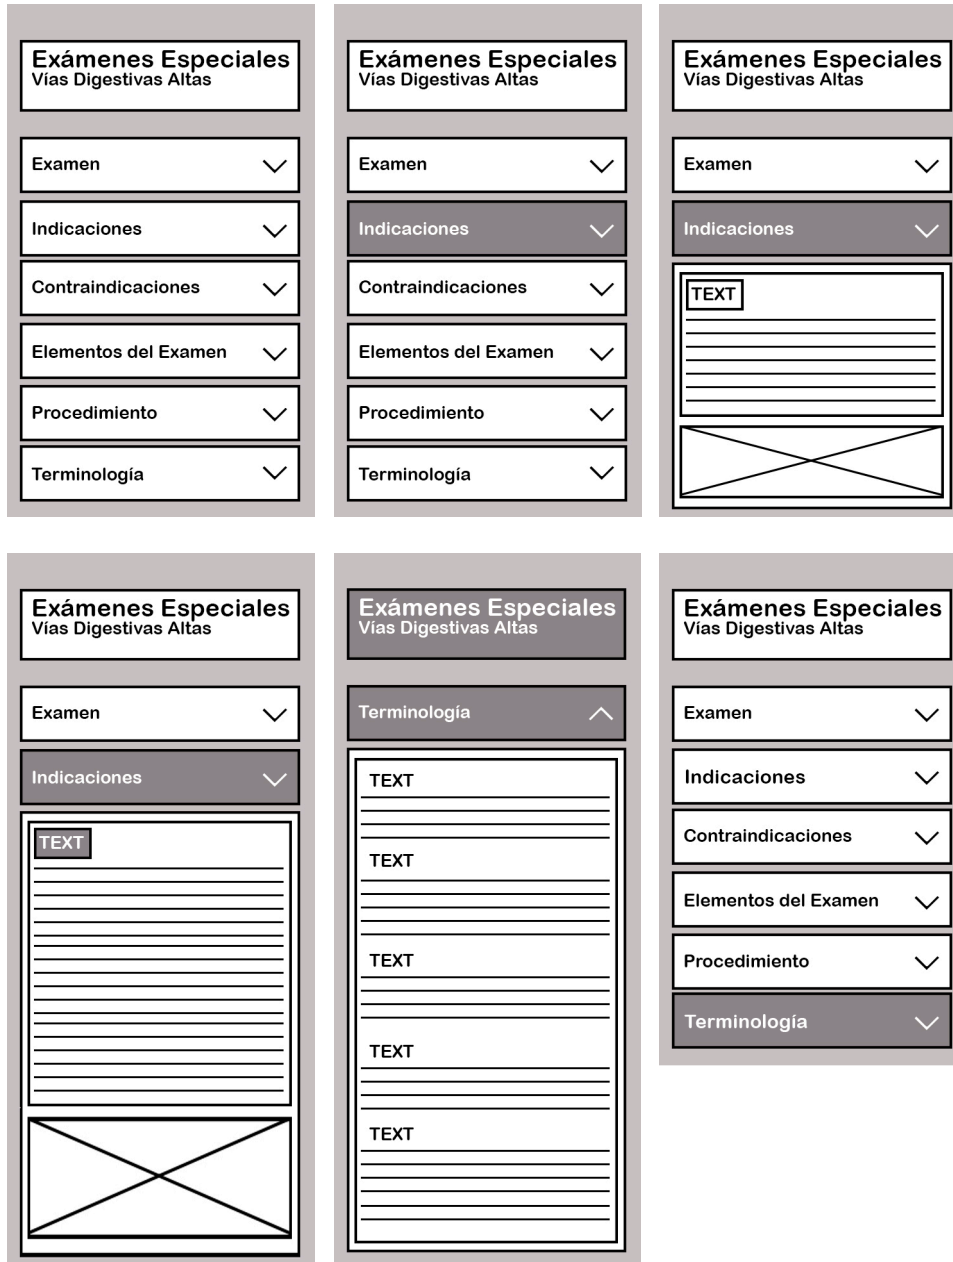 Exámenes Especiales
Vías Digestivas Altas
Examen
Indicaciones
Contraindicaciones
Elementos del Examen
Procedimiento
Terminología
Exámenes Especiales
Vías Digestivas Altas
Examen
Indicaciones
Contraindicaciones
Elementos del Examen
Procedimiento
Terminología
Exámenes Especiales
Vías Digestivas Altas
Examen
Indicaciones
TEXT
Exámenes Especiales
Vías Digestivas Altas
Examen
Indicaciones
TEXT
Exámenes Especiales
Vías Digestivas Altas
Terminología
TEXT
TEXT
TEXT
TEXT
TEXT
Exámenes Especiales
Vías Digestivas Altas
Examen
Indicaciones
Contraindicaciones
Elementos del Examen
Procedimiento
Terminología